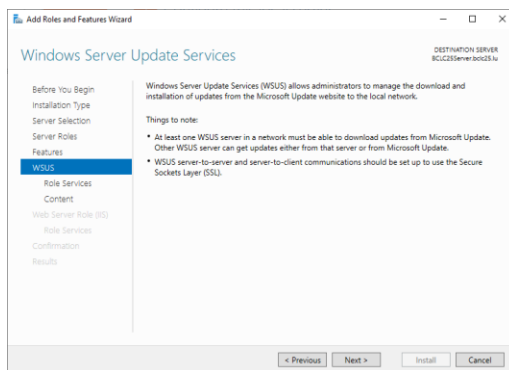 Add Roles and Features Wizard
Windows Server Update Services
DESTINATION SERVER
BCLC25Server.bclc25.lu
Before You Begin
Installation Type
Server Selection
Server Roles
Features
WSUS
Role Services
Content
Web Server Role (IIS)
Role Services
Confirmation
Results
Windows Server Update Services (WSUS) allows administrators to manage the download and
installation of updates from the Microsoft Update website to the local network.
Things to note:
• At least one WSUS server in a network must be able to download updates from Microsoft Update.
Other WSUS server can get updates either from that server or from Microsoft Update.
• WSUS server-to-server and server-to-client communications should be set up to use the Secure
Sockets Layer (SSL).
< Previous Next > Install Cancel